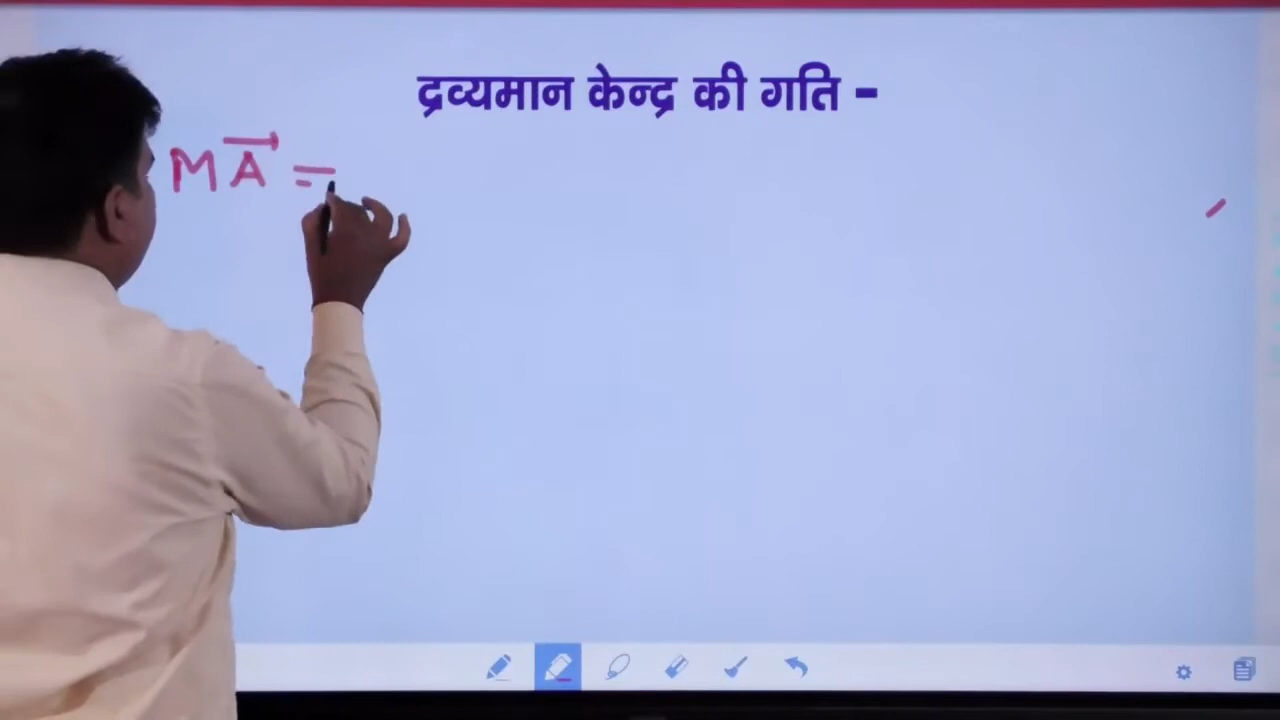 द्रव्यमान केन्द्र की गति -
MA⃗ =